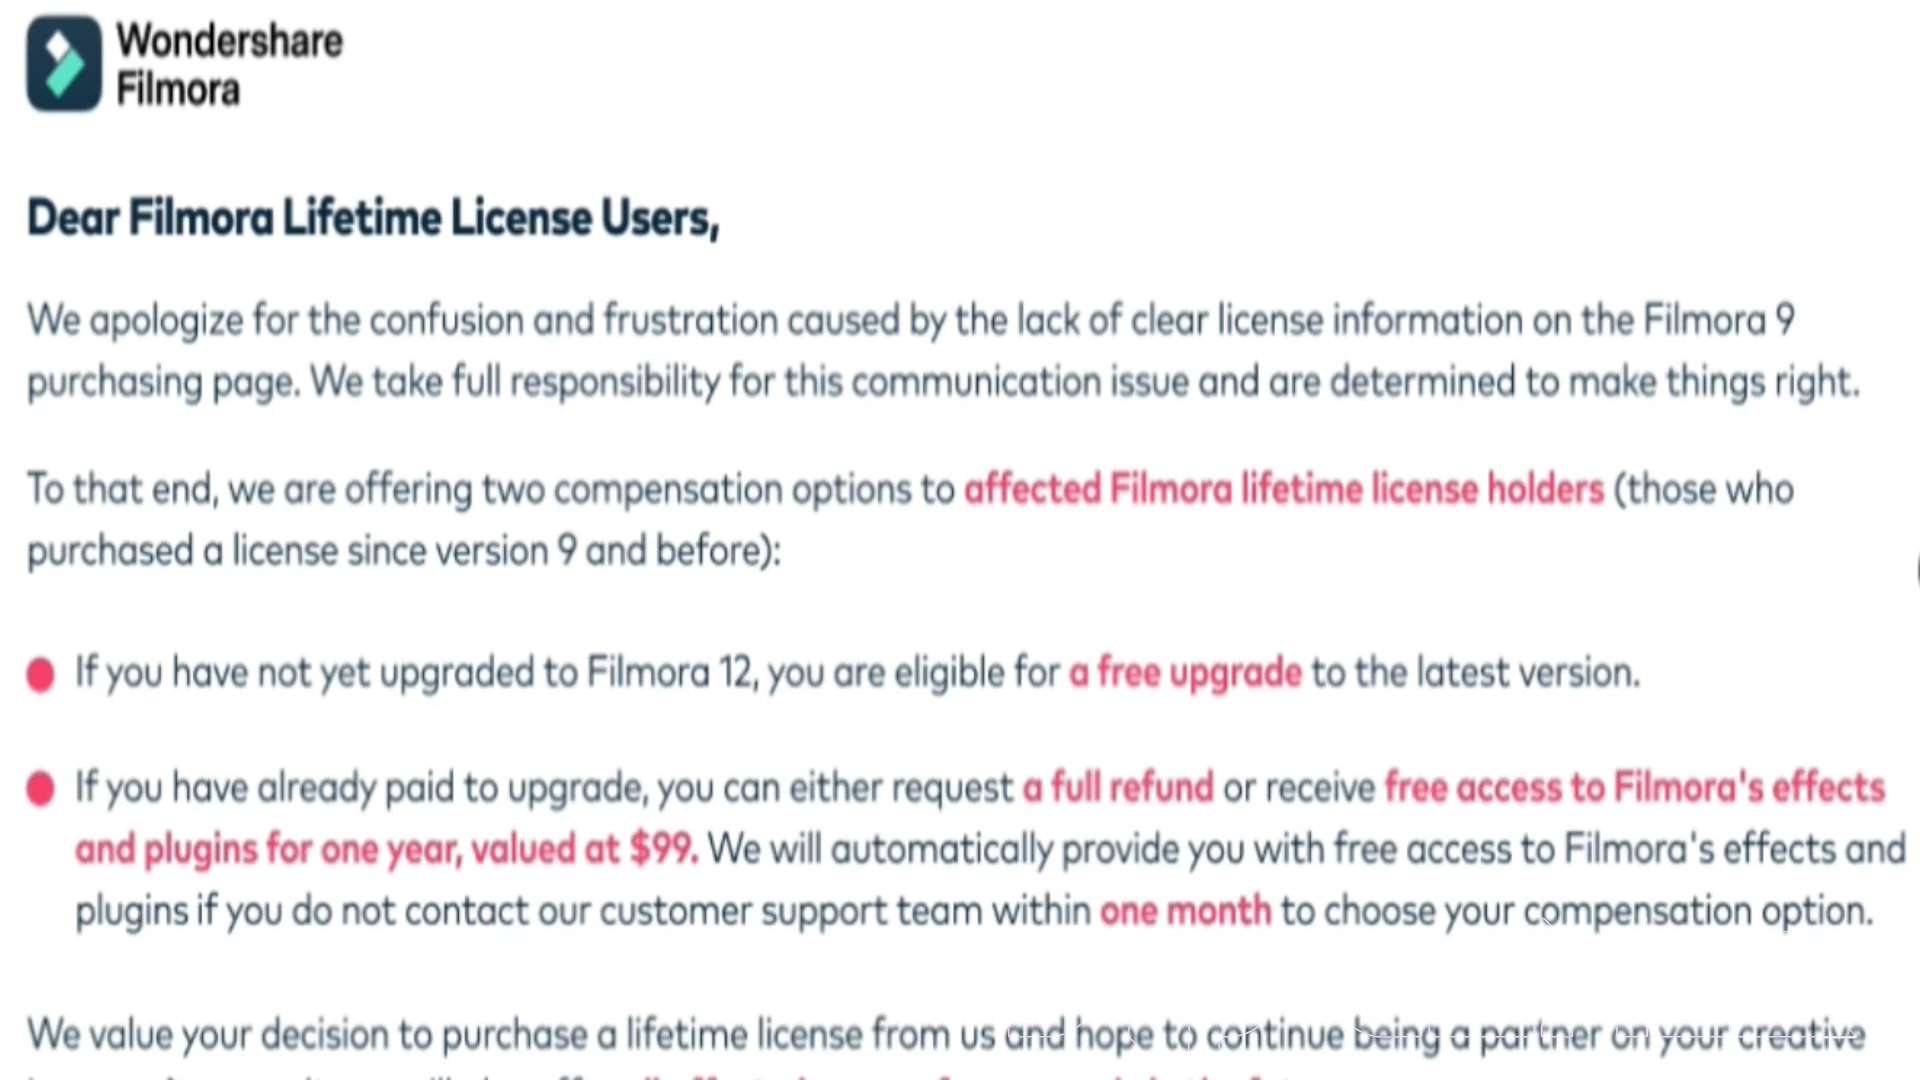 Wondershare
Filmora
Dear Filmora Lifetime License Users,
We apologize for the confusion and frustration caused by the lack of clear license information on the Filmora 9
purchasing page. We take full responsibility for this communication issue and are determined to make things right.
To that end, we are offering two compensation options to affected Filmora lifetime license holders (those who
purchased a license since version 9 and before):
If you have not yet upgraded to Filmora 12, you are eligible for a free upgrade to the latest version.
If you have already paid to upgrade, you can either request a full refund or receive free access to Filmora's effects
and plugins for one year, valued at $99. We will automatically provide you with free access to Filmora's effects and
plugins if you do not contact our customer support team within one month to choose your compensation option.
We value your decision to purchase a lifetime license from us and hope to continue being a partner on your creative